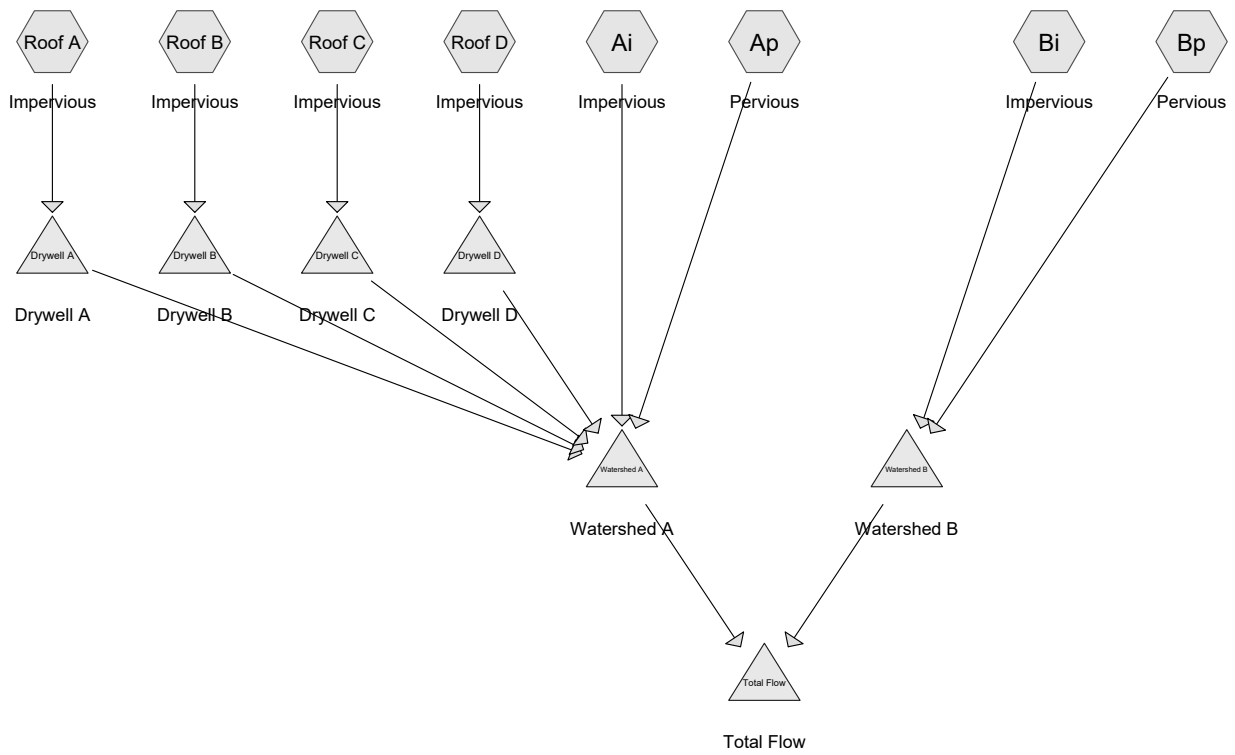 Roof A
Roof B
Roof C
Roof D
Ai
Ap
Bi
Bp
Impervious
Impervious
Impervious
Impervious
Impervious
Pervious
Impervious
Pervious
Drywell A
Drywell B
Drywell C
Drywell D
Drywell A
Drywell B
Drywell C
Drywell D
Watershed A
Watershed B
Watershed A
Watershed B
Total Flow
Total Flow